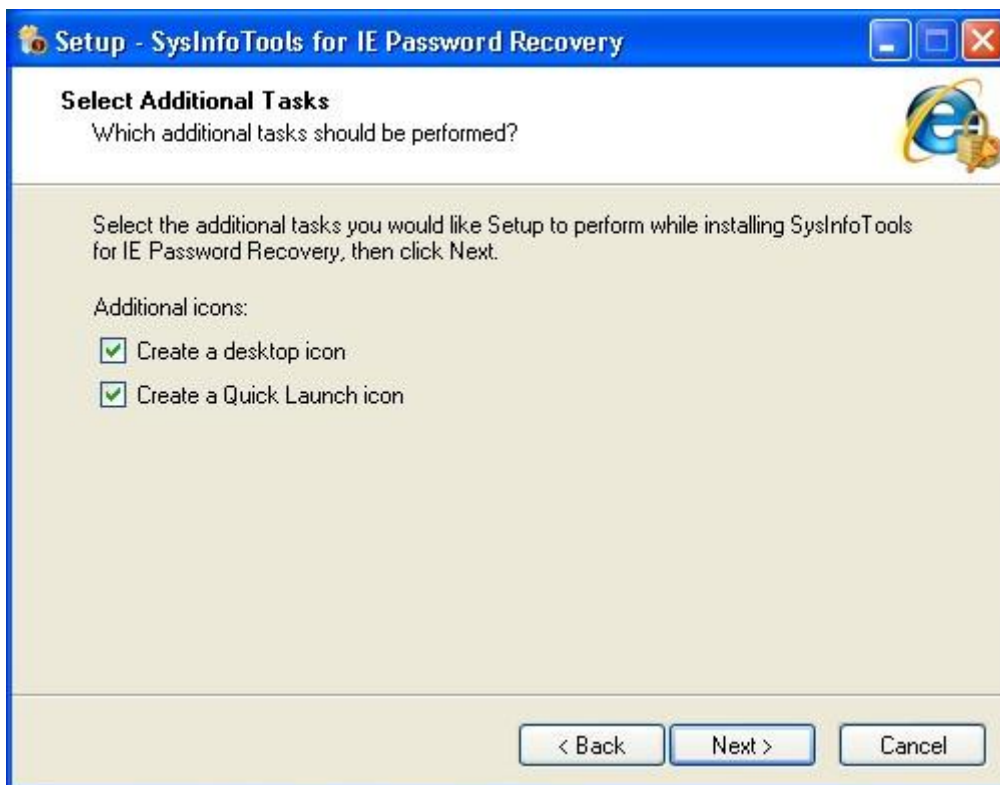 Setup - SysInfoTools for IE Password Recovery
Select Additional Tasks
Which additional tasks should be performed?
Select the additional tasks you would like Setup to perform while installing SysInfoTools
for IE Password Recovery, then click Next.
Additional icons:
Create a desktop icon
Create a Quick Launch icon
< Back Next > Cancel